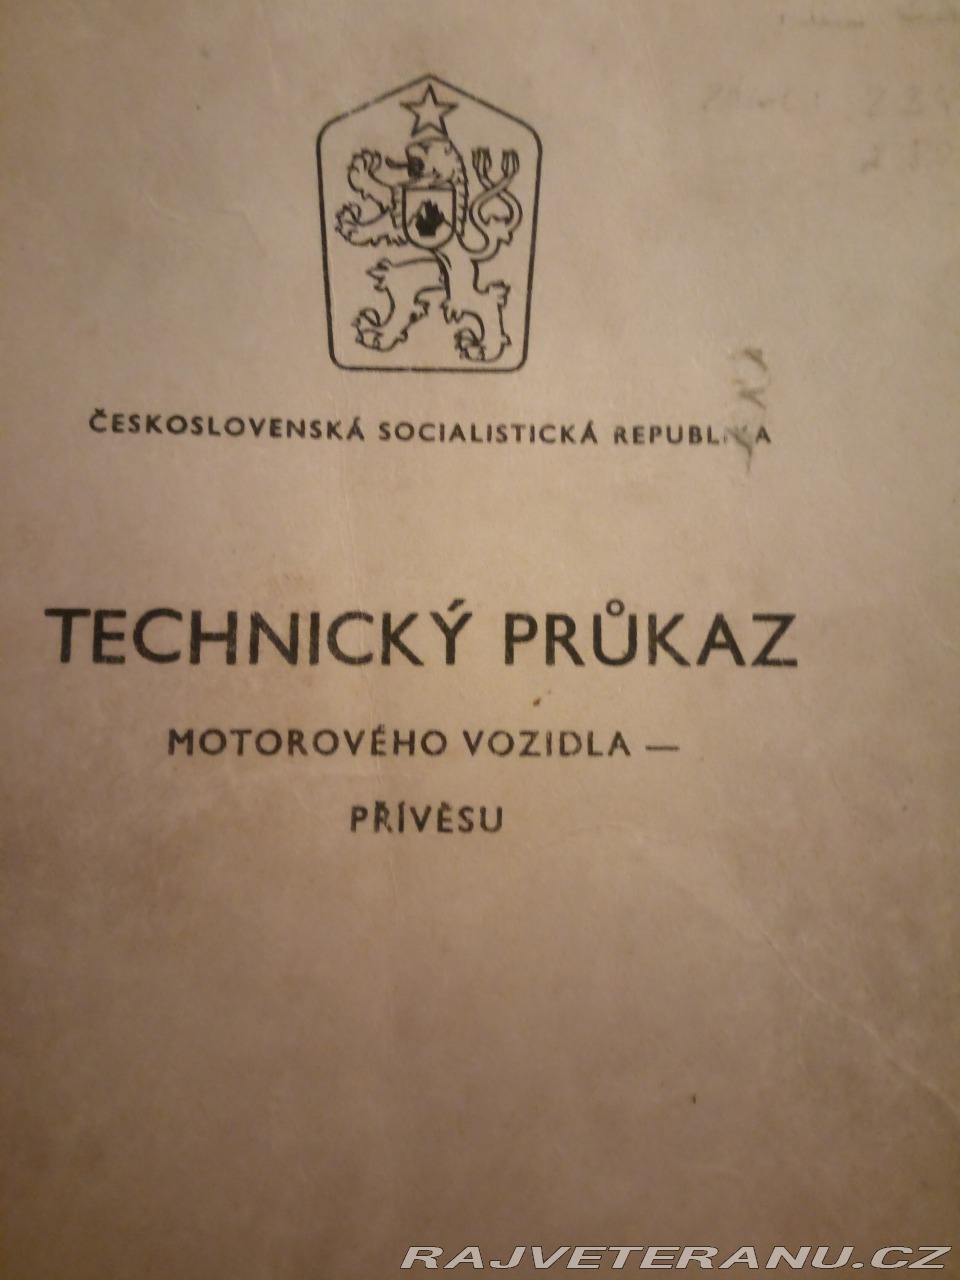 ČESKOSLOVENSKÁ SOCIALISTICKÁ REPUBLIKA
TECHNICKÝ PRŮKAZ
MOTOROVÉHO VOZIDLA —
PŘÍVĚSU
RAJVETERANU.CZ